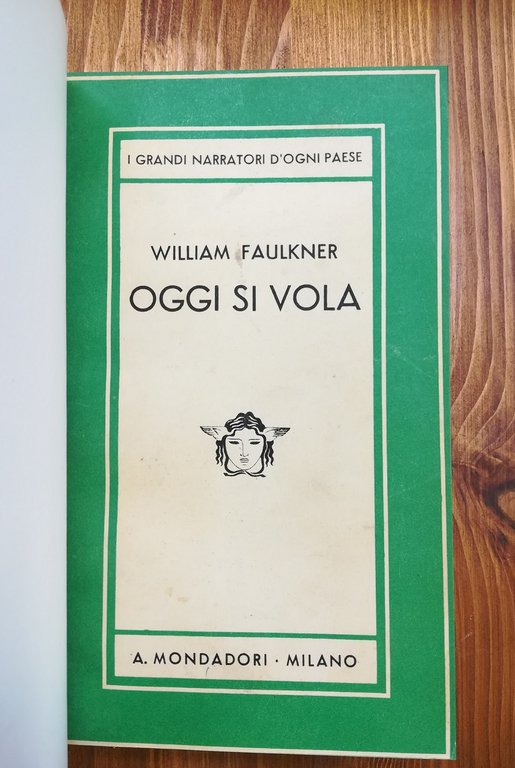 I GRANDI NARRATORI D'OGNI PAESE
WILLIAM FAULKNER
OGGI SI VOLA
A. MONDADORI · MILANO